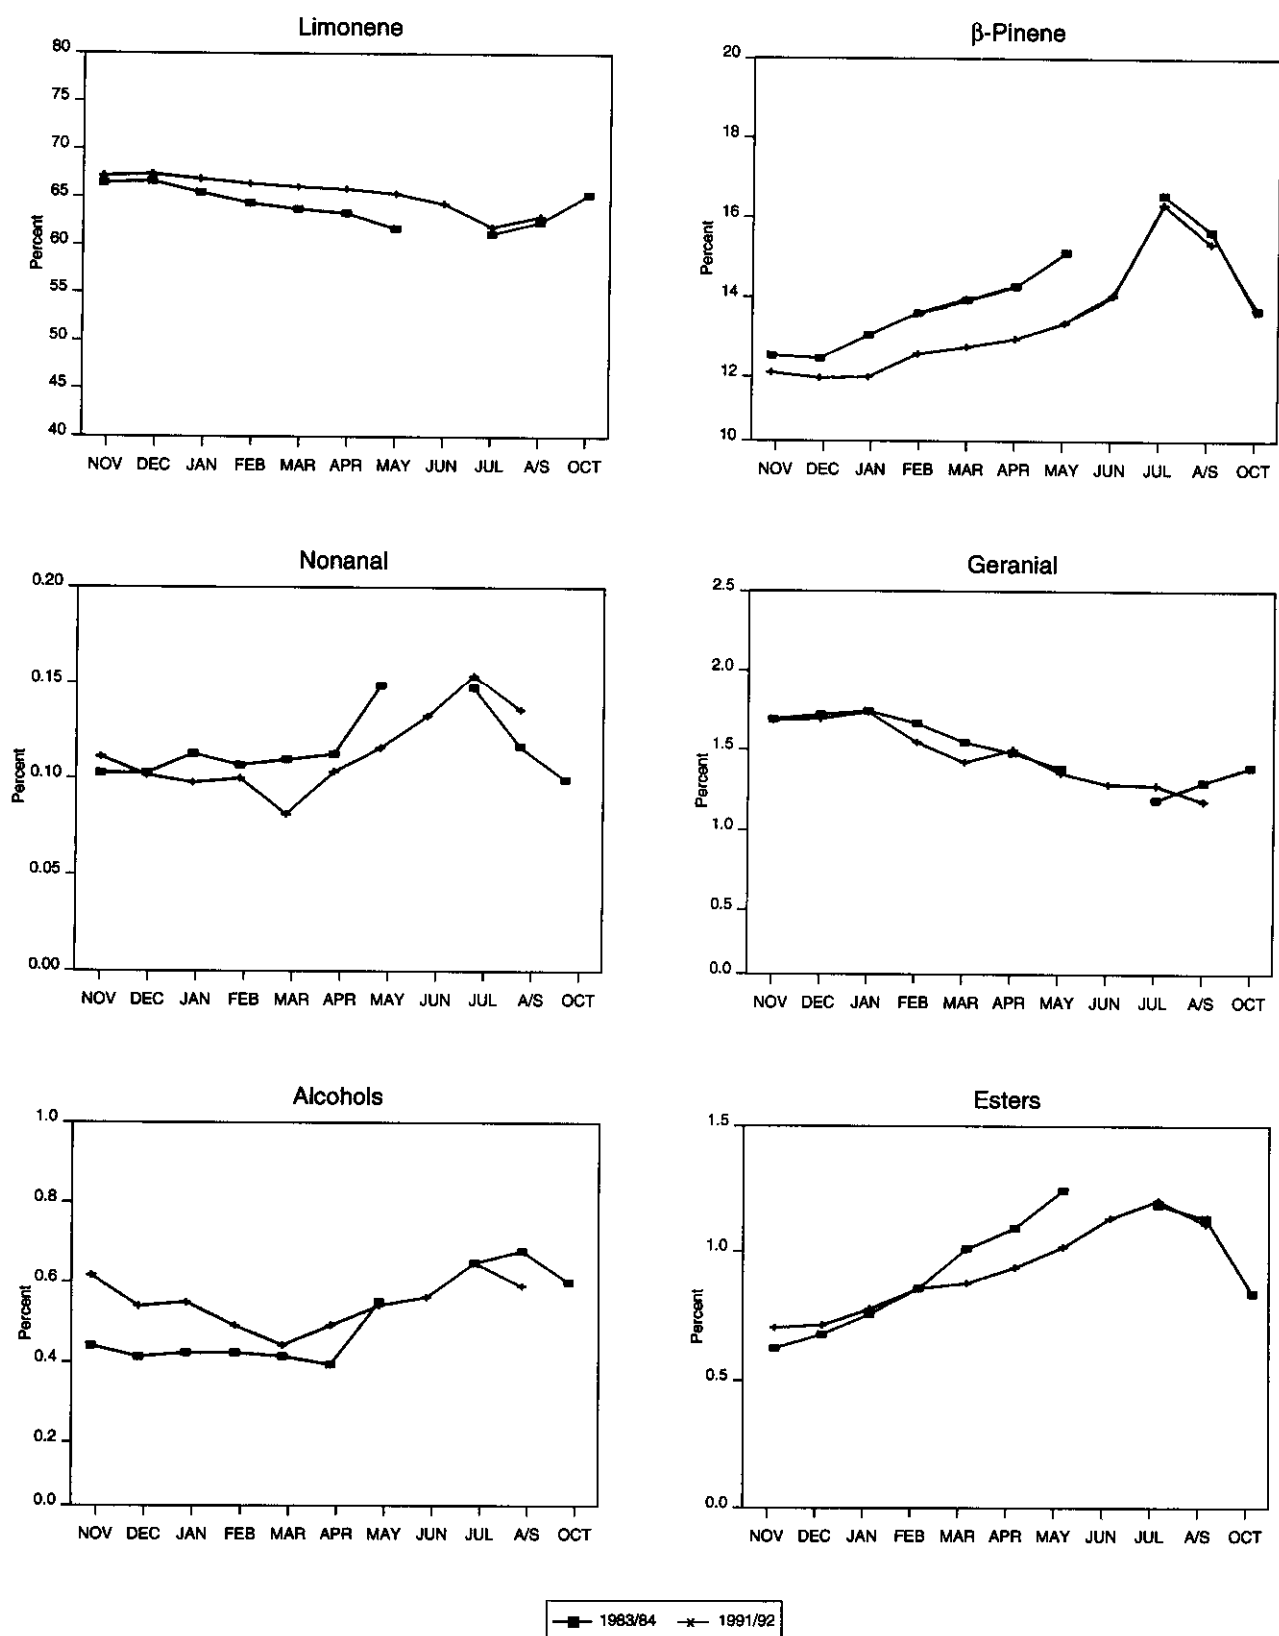 Limonene
80
75
70
65
60
55
50
45
40
Percent
NOV DEC JAN FEB MAR APR MAY JUN JUL A/S OCT
β-Pinene
20
18
16
14
12
10
Percent
NOV DEC JAN FEB MAR APR MAY JUN JUL A/S OCT
Nonanal
0.20
0.15
0.10
0.05
0.00
Percent
NOV DEC JAN FEB MAR APR MAY JUN JUL A/S OCT
Geranial
2.5
2.0
1.5
1.0
0.5
0.0
Percent
NOV DEC JAN FEB MAR APR MAY JUN JUL A/S OCT
Alcohols
1.0
0.8
0.6
0.4
0.2
0.0
Percent
NOV DEC JAN FEB MAR APR MAY JUN JUL A/S OCT
Esters
1.5
1.0
0.5
0.0
Percent
NOV DEC JAN FEB MAR APR MAY JUN JUL A/S OCT
1983/84 1991/92